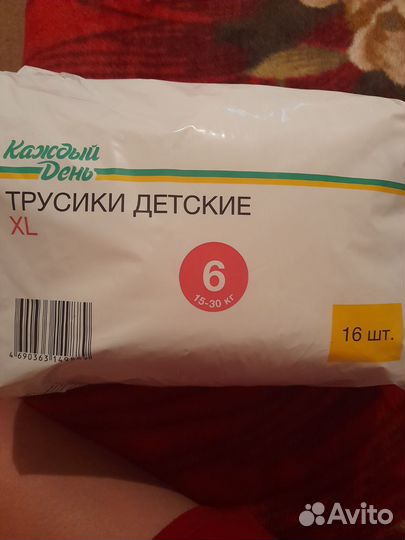 Каждый
День
ТРУСИКИ ДЕТСКИЕ
XL
6
15-30 кг
16 шт.
Avito